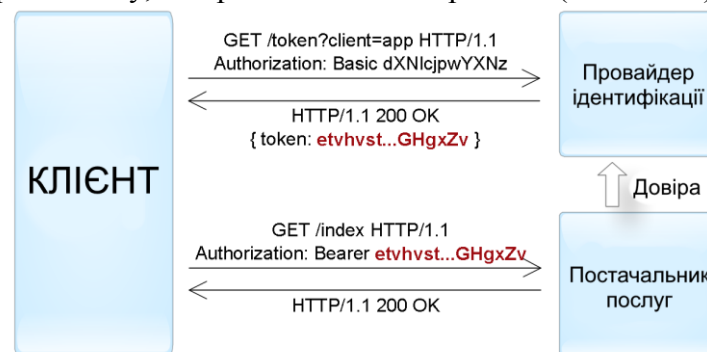 GET /token?client=app HTTP/1.1
Authorization: Basic dXNlcjpwYXNz
Провайдер
ідентифікації
HTTP/1.1 200 OK
{ token: etvhvst...GHgxZv }
КЛІЄНТ
Довіра
GET /index HTTP/1.1
Authorization: Bearer etvhvst...GHgxZv
Постачальник
послуг
HTTP/1.1 200 OK